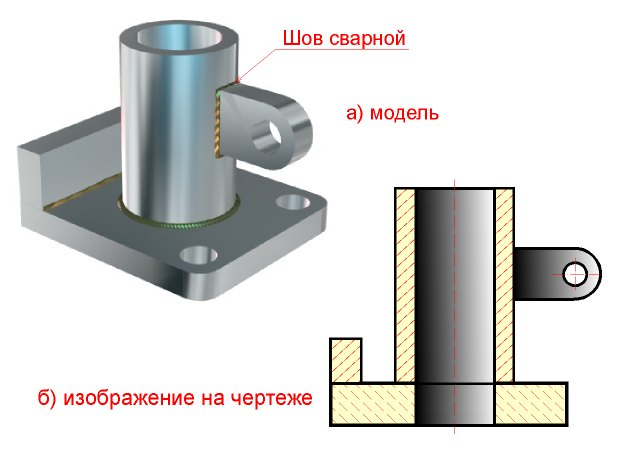 Шов сварной
а) модель
б) изображение на чертеже